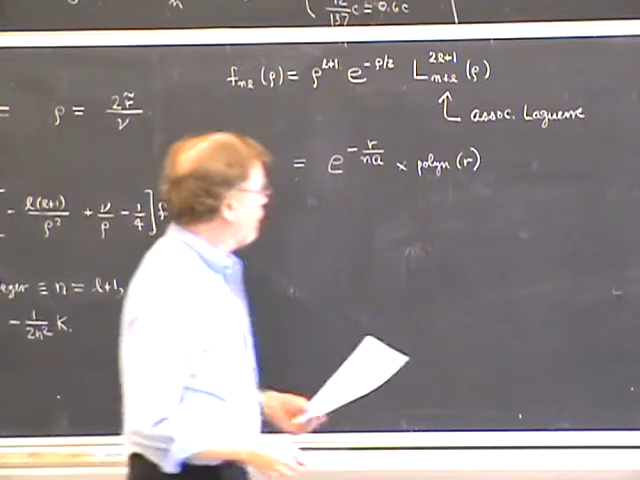 12/137 c = 0.6c
f_{nℓ}(ρ) = ρ^{ℓ+1} e^{-ρ/2} L_{n+ℓ}^{2ℓ+1}(ρ)
= ρ = 2r̃/ν
assoc. Laguerre
= e^{-r/na} × polyn(r)
[- ℓ(ℓ+1)/ρ² + ν/ρ - 1/4] f
eger ≡ n = ℓ+1,
- 1/2n² K.